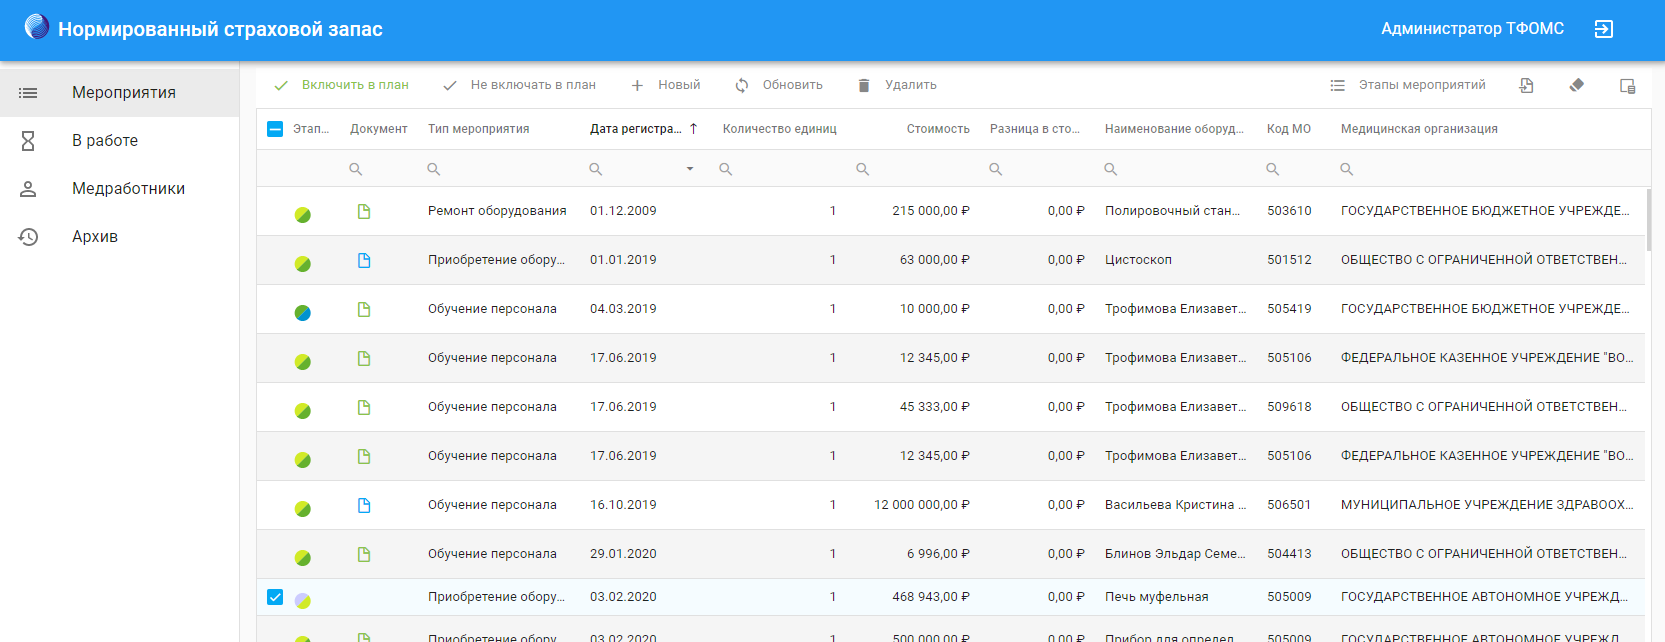 Нормированный страховой запас
Администратор ТФОМС
Мероприятия
В работе
Медработники
Архив
Включить в план Не включать в план Новый Обновить Удалить Этапы мероприятий
Этап... Документ Тип мероприятия Дата регистра... Количество единиц Стоимость Разница в сто... Наименование оборуд... Код МО Медицинская организация
Ремонт оборудования 01.12.2009 1 215 000,00 ₽ 0,00 ₽ Полировочный стан... 503610 ГОСУДАРСТВЕННОЕ БЮДЖЕТНОЕ УЧРЕЖДЕ...
Приобретение обору... 01.01.2019 1 63 000,00 ₽ 0,00 ₽ Цистоскоп 501512 ОБЩЕСТВО С ОГРАНИЧЕННОЙ ОТВЕТСТВЕН...
Обучение персонала 04.03.2019 1 10 000,00 ₽ 0,00 ₽ Трофимова Елизавет... 505419 ГОСУДАРСТВЕННОЕ БЮДЖЕТНОЕ УЧРЕЖДЕ...
Обучение персонала 17.06.2019 1 12 345,00 ₽ 0,00 ₽ Трофимова Елизавет... 505106 ФЕДЕРАЛЬНОЕ КАЗЕННОЕ УЧРЕЖДЕНИЕ "ВО...
Обучение персонала 17.06.2019 1 45 333,00 ₽ 0,00 ₽ Трофимова Елизавет... 509618 ОБЩЕСТВО С ОГРАНИЧЕННОЙ ОТВЕТСТВЕН...
Обучение персонала 17.06.2019 1 12 345,00 ₽ 0,00 ₽ Трофимова Елизавет... 505106 ФЕДЕРАЛЬНОЕ КАЗЕННОЕ УЧРЕЖДЕНИЕ "ВО...
Обучение персонала 16.10.2019 1 12 000 000,00 ₽ 0,00 ₽ Васильева Кристина ... 506501 МУНИЦИПАЛЬНОЕ УЧРЕЖДЕНИЕ ЗДРАВООХ...
Обучение персонала 29.01.2020 1 6 996,00 ₽ 0,00 ₽ Блинов Эльдар Семе... 504413 ОБЩЕСТВО С ОГРАНИЧЕННОЙ ОТВЕТСТВЕН...
Приобретение обору... 03.02.2020 1 468 943,00 ₽ 0,00 ₽ Печь муфельная 505009 ГОСУДАРСТВЕННОЕ АВТОНОМНОЕ УЧРЕЖД...
Приобретение обору... 03.02.2020 1 500 000,00 ₽ 0,00 ₽ Прибор для определ... 505009 ГОСУДАРСТВЕННОЕ АВТОНОМНОЕ УЧРЕЖД...